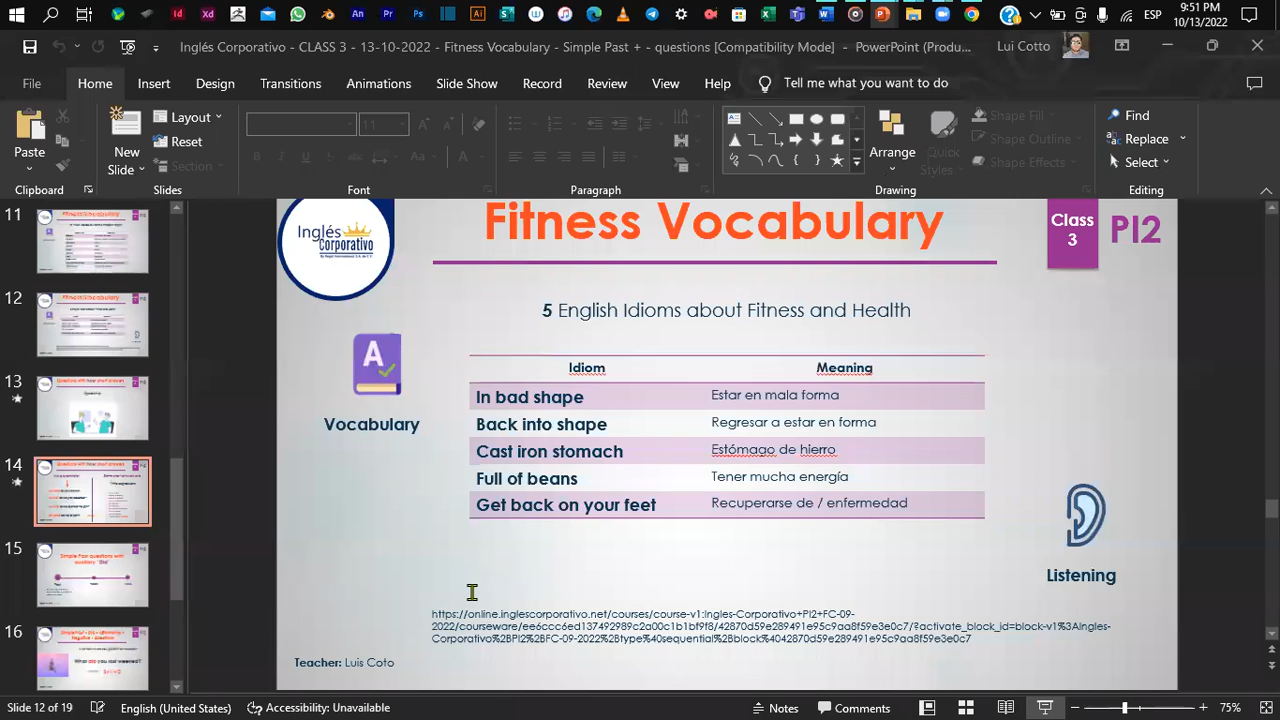 9:51 AM
ESP
10/13/2022
Inglés Corporativo - CLASS 3 - 13-10-2022 - Fitness Vocabulary - Simple Past + - questions [Compatibility Mode] - PowerPoint (Produ...
Lui Cotto
File Home Insert Design Transitions Animations Slide Show Record Review View Help Tell me what you want to do
Paste
New Slide
Layout
Reset
Section
11
Arrange
Quick Styles
Shape Fill
Shape Outline
Shape Effects
Find
Replace
Select
Clipboard Slides Font Paragraph Drawing Editing
11
12
13
14
15
16
Inglés
Corporativo
Fitness Vocabulary
Class
3
PI2
5 English Idioms about Fitness and Health
Vocabulary
Idiom Meaning
In bad shape Estar en mala forma
Back into shape Regresar a estar en forma
Cast iron stomach Estómago de hierro
Full of beans Tener mucha energía
Get back on your feet Recuperarse de / enfermedad
Listening
https://online.inglescorporativo.net/courses/course-v1:Ingles-Corporativo+PI2+FC-09-
2022/courseware/ee6ccc6ed137492989c2a00c1b1bf9f8/42870d59e289491e95c9aa8f59e3e0c7/?activate_block_id=block-v1%3AIngles-
Corporativo%2BPI2%2BFC-09-2022%2Btype%40sequential%2Bblock%4042870d59e289491e95c9aa8f59e3e0c7
Teacher: Luis Coto
Slide 12 of 19 English (United States) Accessibility: Unavailable Notes Comments 75%